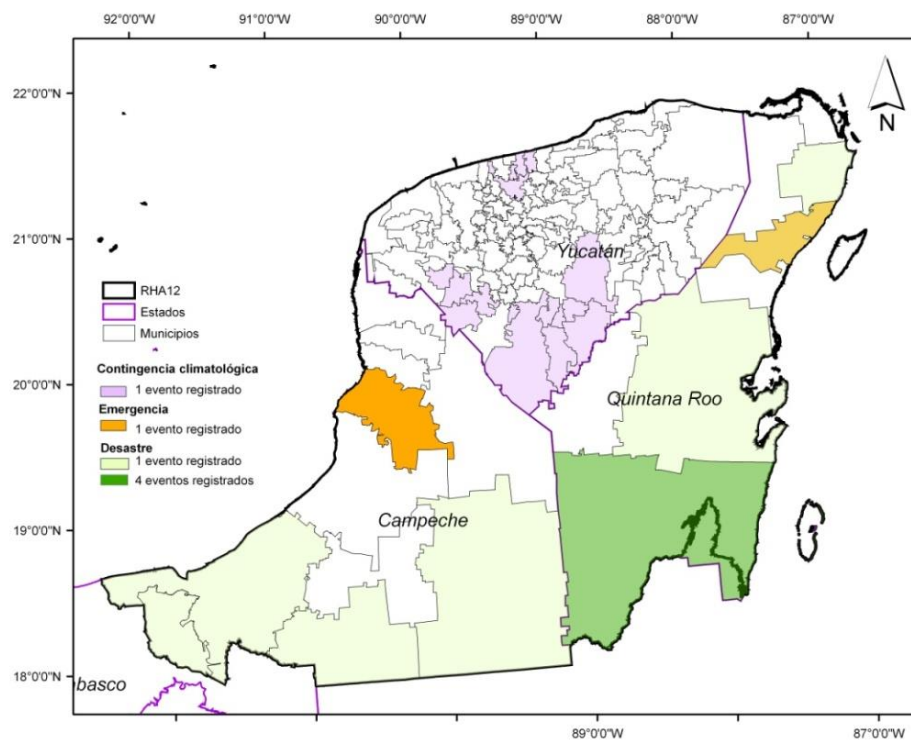 92°0'0"W 91°0'0"W 90°0'0"W 89°0'0"W 88°0'0"W 87°0'0"W
22°0'0"N
N
21°0'0"N
Yucatán
RHA12
Estados
Municipios
Contingencia climatológica
20°0'0"N
1 evento registrado
Quintana Roo
Emergencia
1 evento registrado
Desastre
1 evento registrado
4 eventos registrados
19°0'0"N
Campeche
18°0'0"N
basco
89°0'0"W 87°0'0"W